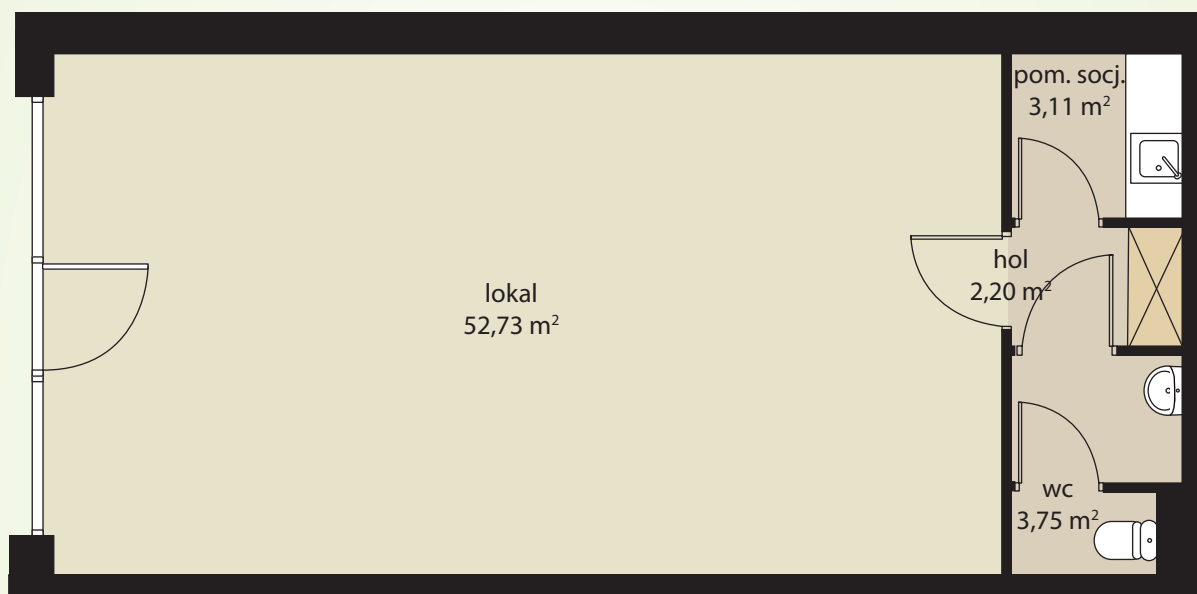 pom. socj.
3,11 m²
hol
2,20 m²
lokal
52,73 m²
wc
3,75 m²